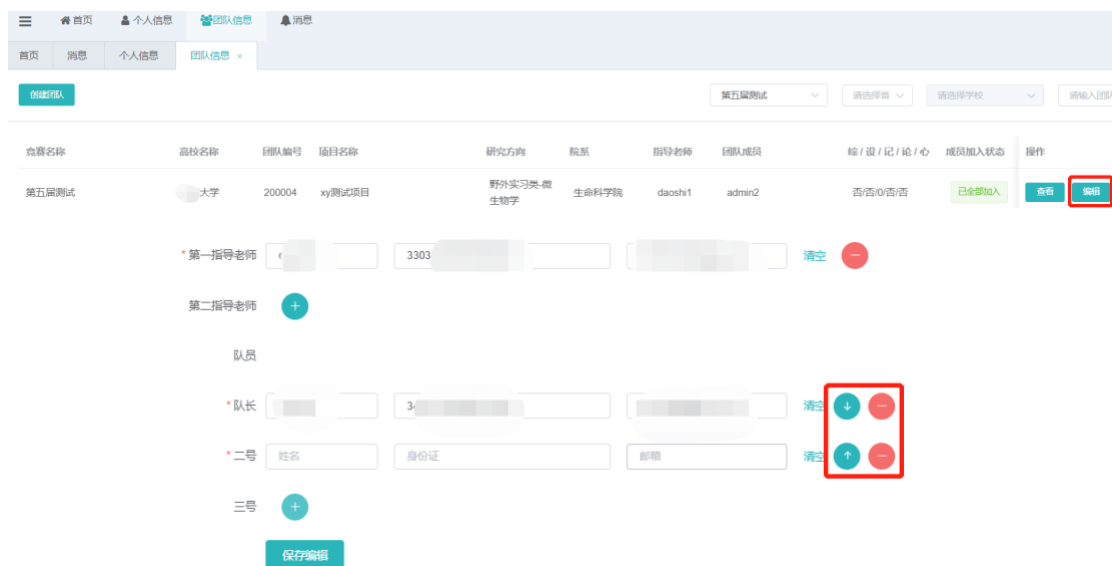 首页 个人信息 团队信息 消息
首页 消息 个人信息 团队信息 ×
创建团队 第五届测试 请选择省 请选择学校 请输入团队
竞赛名称 高校名称 团队编号 项目名称 研究方向 院系 指导老师 团队成员 综/设/记/论/心 成员加入状态 操作
第五届测试 大学 200004 xy测试项目 野外实习类-微 生命科学院 daoshi1 admin2 否/否/0/否/否 已全部加入 查看 编辑
生物学
* 第一指导老师 3303 清空
第二指导老师
队员
* 队长 34 清空
* 二号 姓名 身份证 邮箱 清空
三号
保存编辑